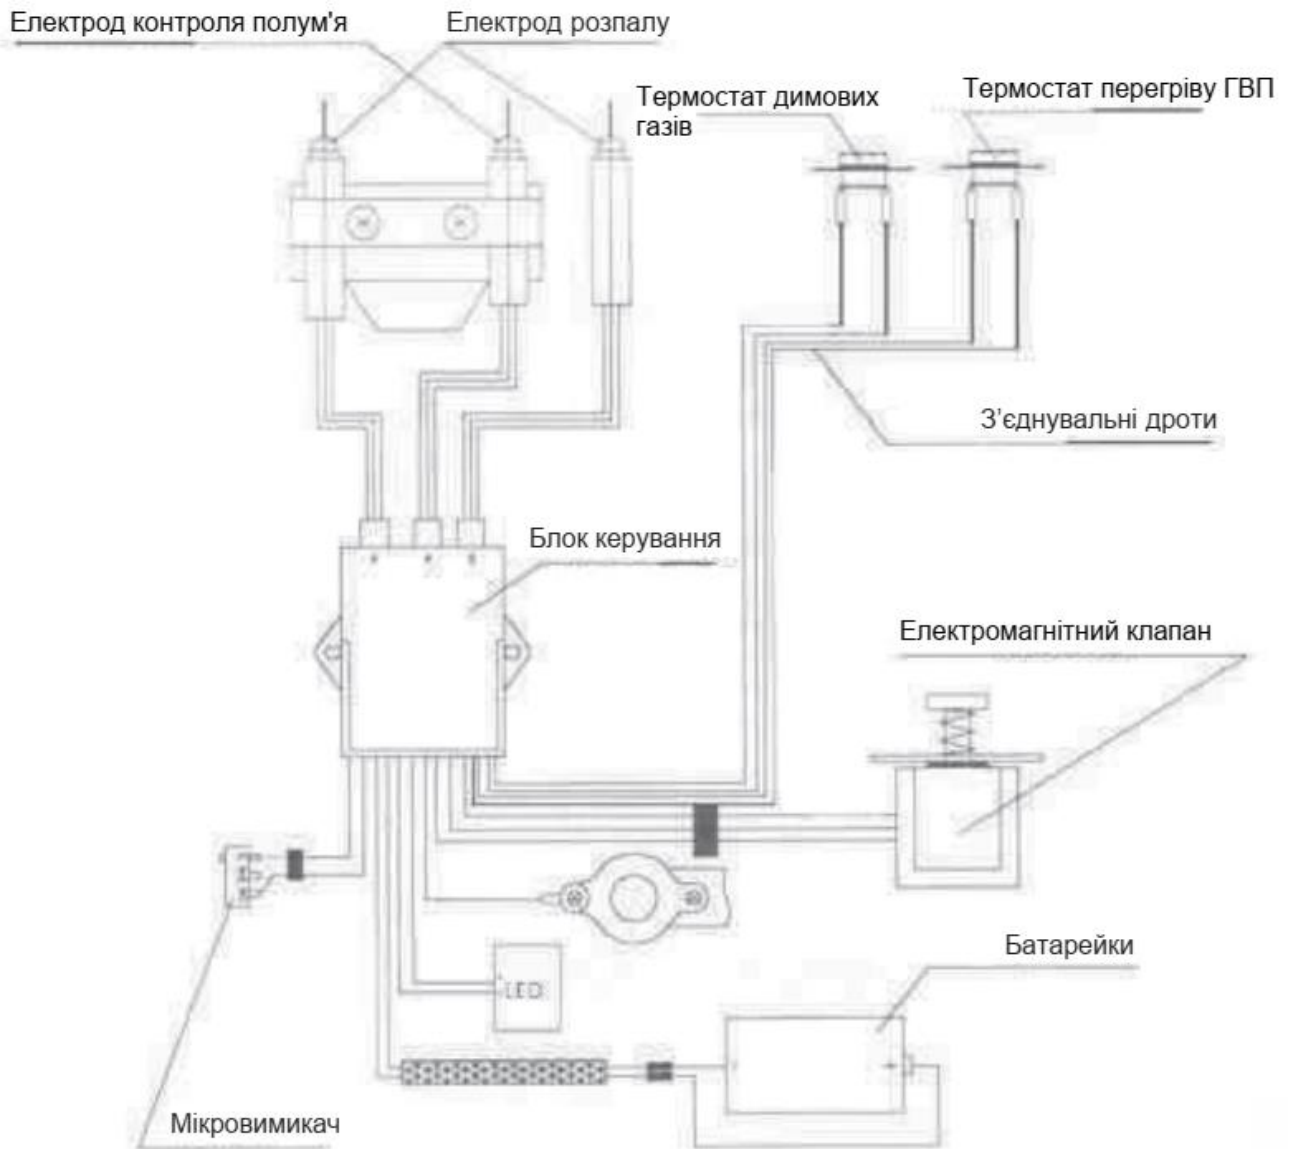 Електрод контроля полум'я
Електрод розпалу
Термостат димових
газів
Термостат перегріву ГВП
З’єднувальні дроти
Блок керування
Електромагнітний клапан
Батарейки
LED
Мікровимикач